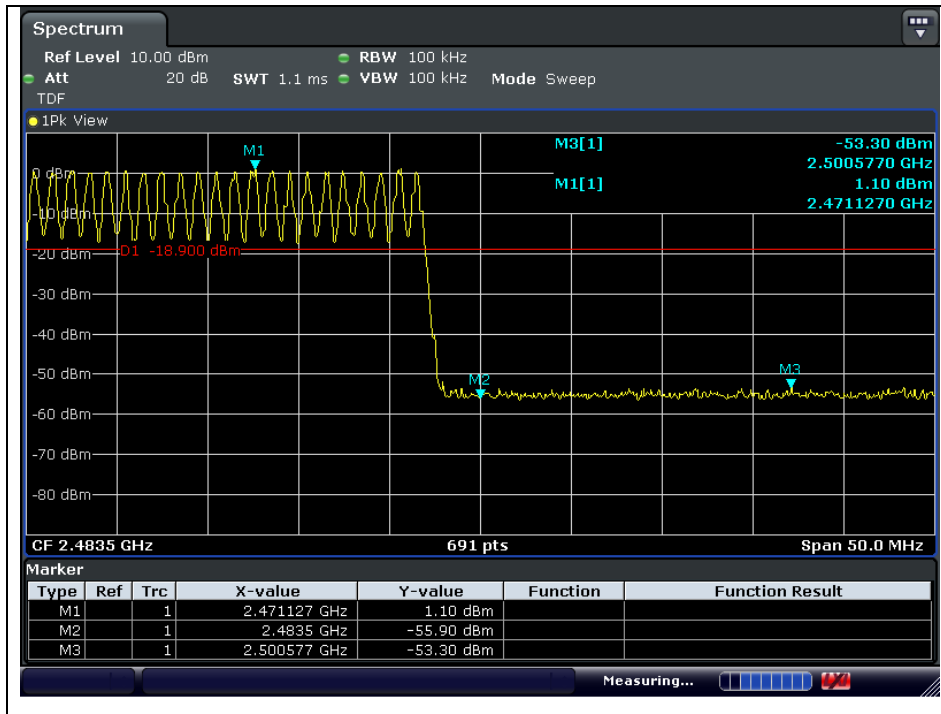 Spectrum
Ref Level 10.00 dBm RBW 100 kHz
Att 20 dB SWT 1.1 ms VBW 100 kHz Mode Sweep
TDF
1Pk View
M3[1] -53.30 dBm
2.5005770 GHz
M1[1] 1.10 dBm
2.4711270 GHz
M1
0 dBm
-10 dBm
D1 -18.900 dBm
-20 dBm
-30 dBm
-40 dBm
-50 dBm
M2
M3
-60 dBm
-70 dBm
-80 dBm
CF 2.4835 GHz 691 pts Span 50.0 MHz
Marker
Type Ref Trc X-value Y-value Function Function Result
M1 1 2.471127 GHz 1.10 dBm
M2 1 2.4835 GHz -55.90 dBm
M3 1 2.500577 GHz -53.30 dBm
Measuring...